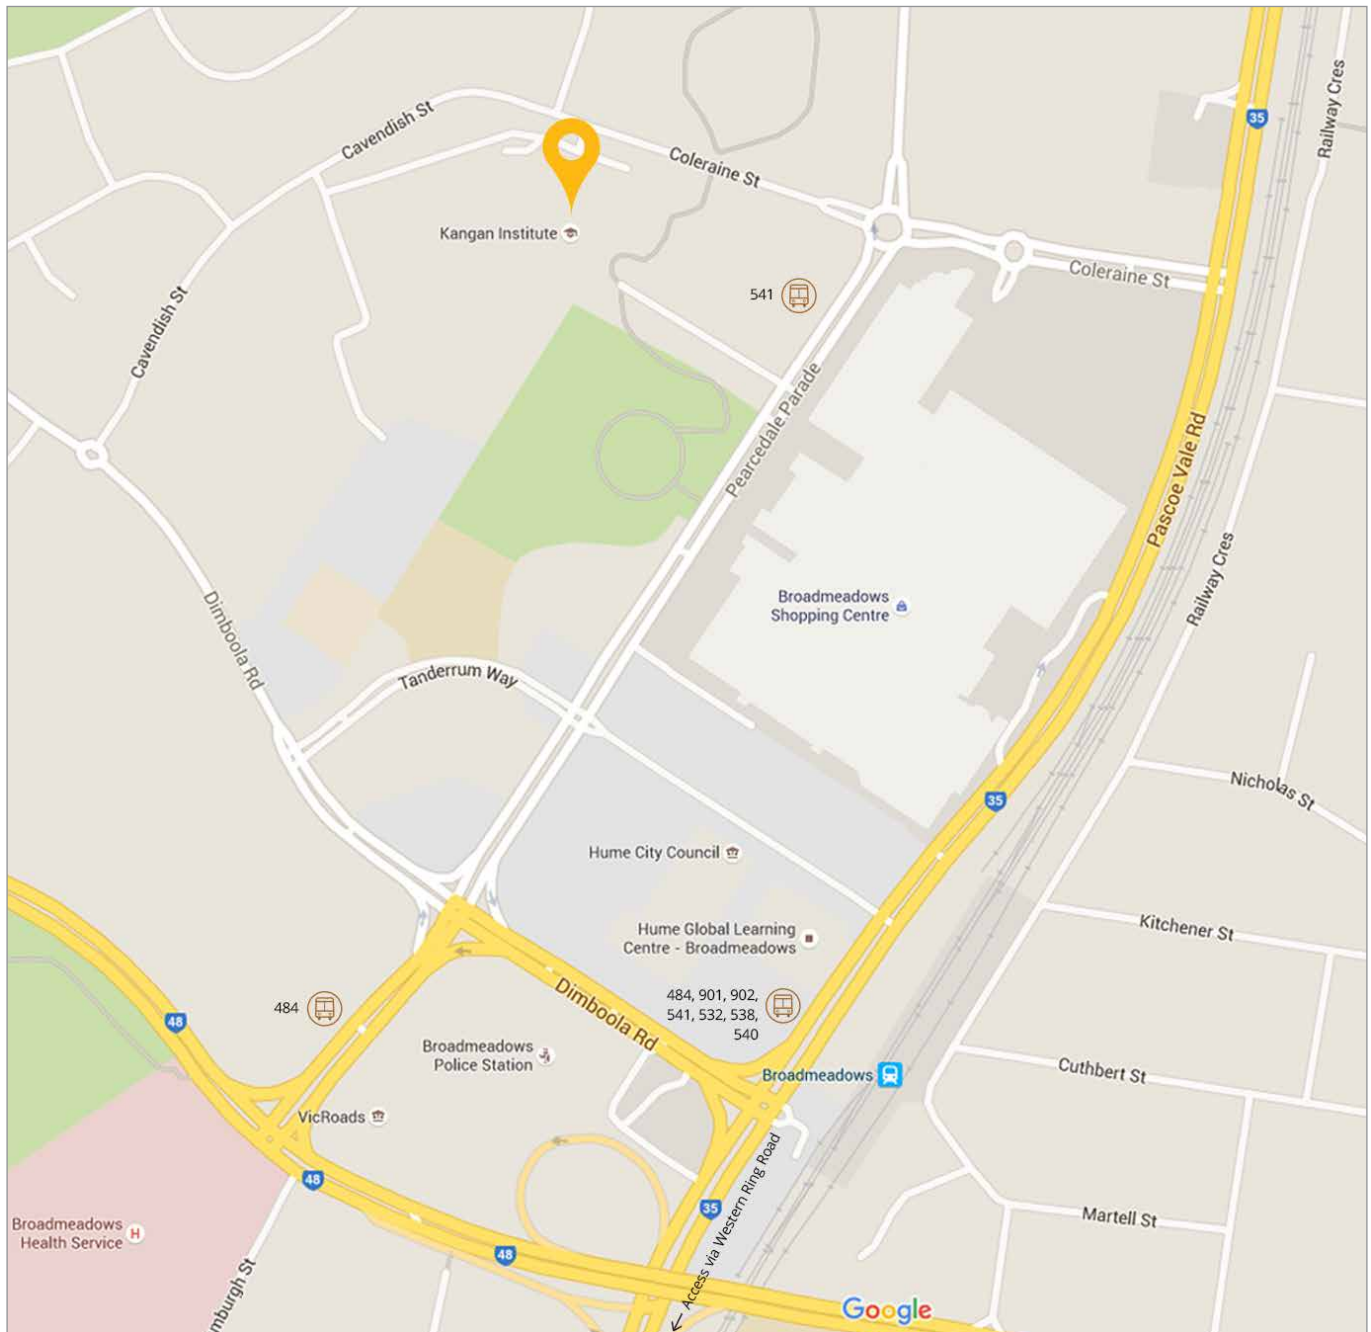 35
Railway Cres
Cavendish St
Coleraine St
Kangan Institute
Coleraine St
541
Cavendish St
Pearcedale Parade
Pascoe Vale Rd
Railway Cres
Broadmeadows
Shopping Centre
Dimboola Rd
Tanderrum Way
Nicholas St
35
Hume City Council
Kitchener St
Hume Global Learning
Centre - Broadmeadows
484
48
Dimboola Rd
484, 901, 902,
541, 532, 538,
540
Broadmeadows
Police Station
Broadmeadows
Cuthbert St
VicRoads
48
35
Access via Western Ring Road
Martell St
Broadmeadows
Health Service
H
48
mburgh St
Google